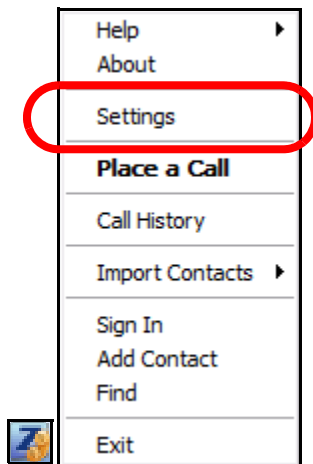 Help
About
Settings
Place a Call
Call History
Import Contacts
Sign In
Add Contact
Find
Exit